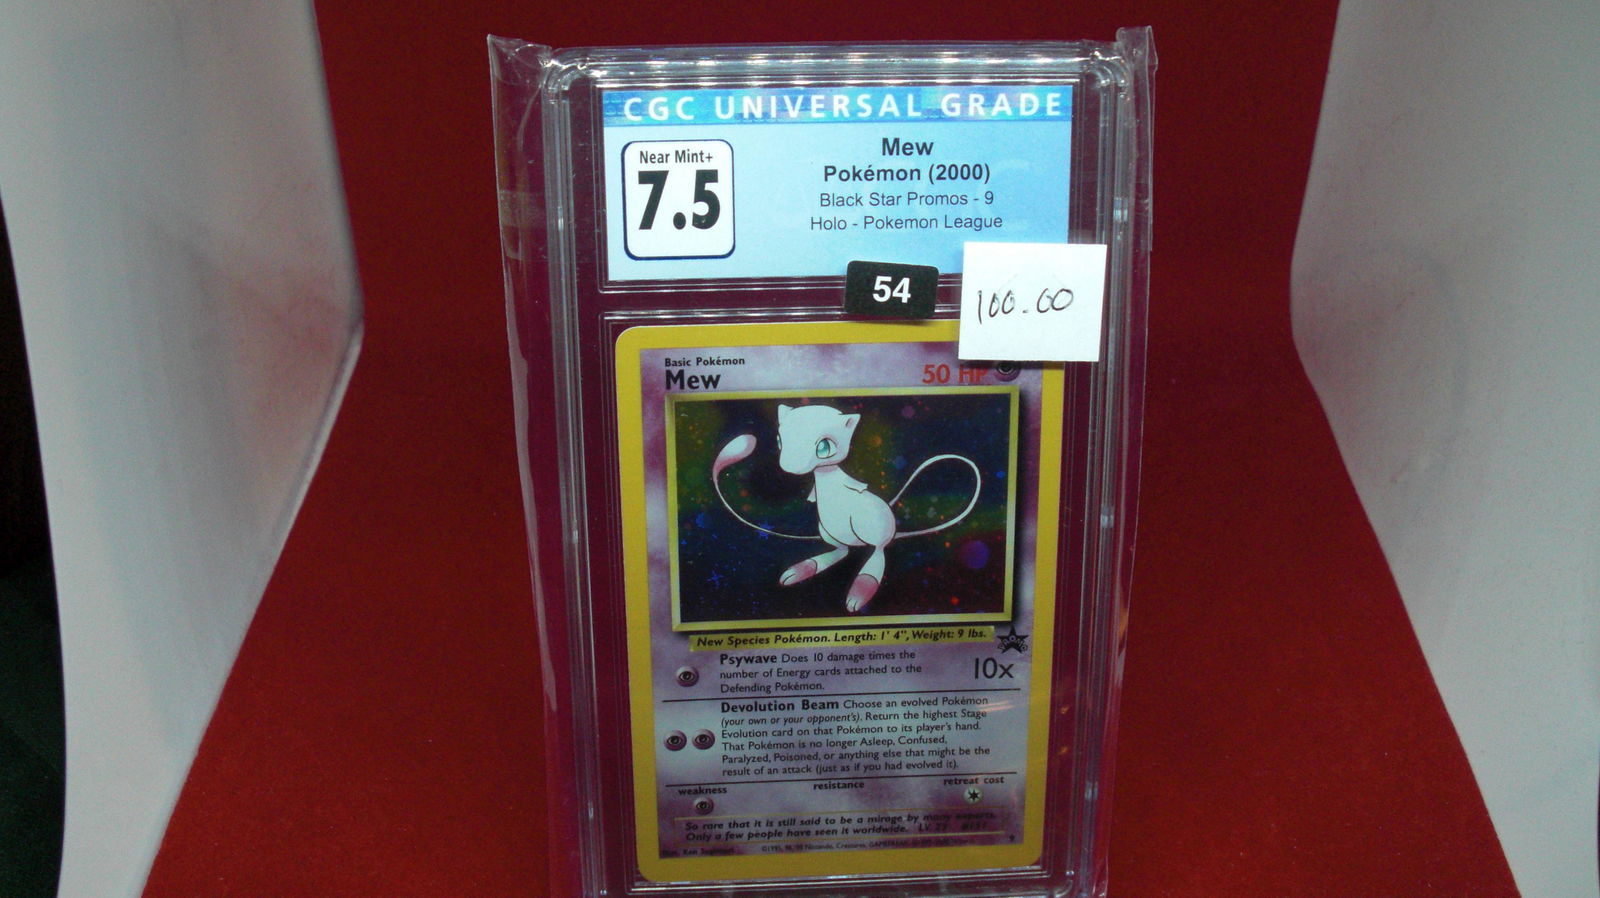 CGC UNIVERSAL GRADE
Near Mint+
7.5
Mew
Pokémon (2000)
Black Star Promos - 9
Holo - Pokemon League
54
100.00
Basic Pokémon
Mew
50 HP
New Species Pokémon. Length: 1' 4", Weight: 9 lbs.
PROMO
Psywave Does 10 damage times the
number of Energy cards attached to the
Defending Pokémon.
10x
Devolution Beam Choose an evolved Pokémon
(your own or your opponent's). Return the highest Stage
Evolution card on that Pokémon to its player's hand.
That Pokémon is no longer Asleep, Confused,
Paralyzed, Poisoned, or anything else that might be the
result of an attack (just as if you had evolved it).
weakness
resistance
retreat cost
So rare that it is still said to be a mirage by many experts.
Only a few people have seen it worldwide.
9